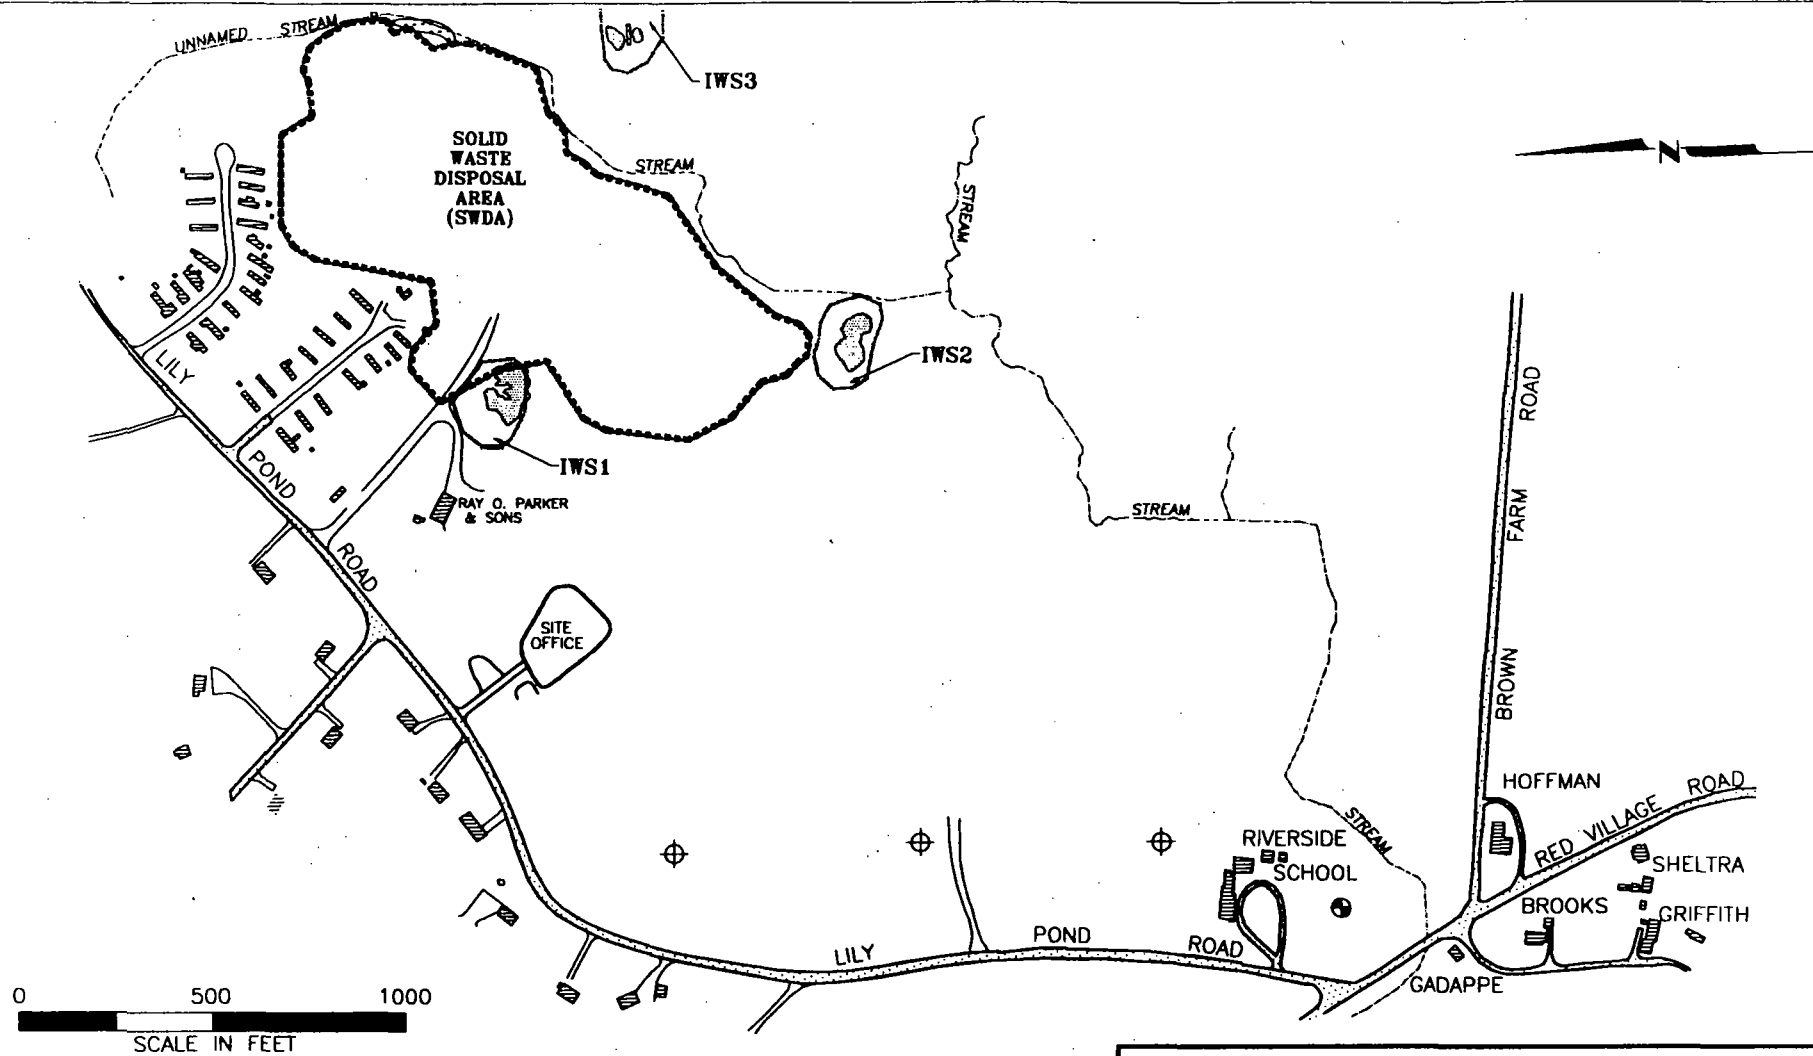 UNNAMED STREAM
IWS3
SOLID
WASTE
DISPOSAL
AREA
(SWDA)
STREAM
STREAM
N
IWS2
LILY
POND
ROAD
IWS1
RAY O. PARKER
& SONS
STREAM
BROWN FARM ROAD
SITE
OFFICE
HOFFMAN
RED VILLAGE ROAD
STREAM
RIVERSIDE
SCHOOL
SHELTRA
BROOKS
GRIFFITH
LILY POND ROAD
GADAPPE
0 500 1000
SCALE IN FEET